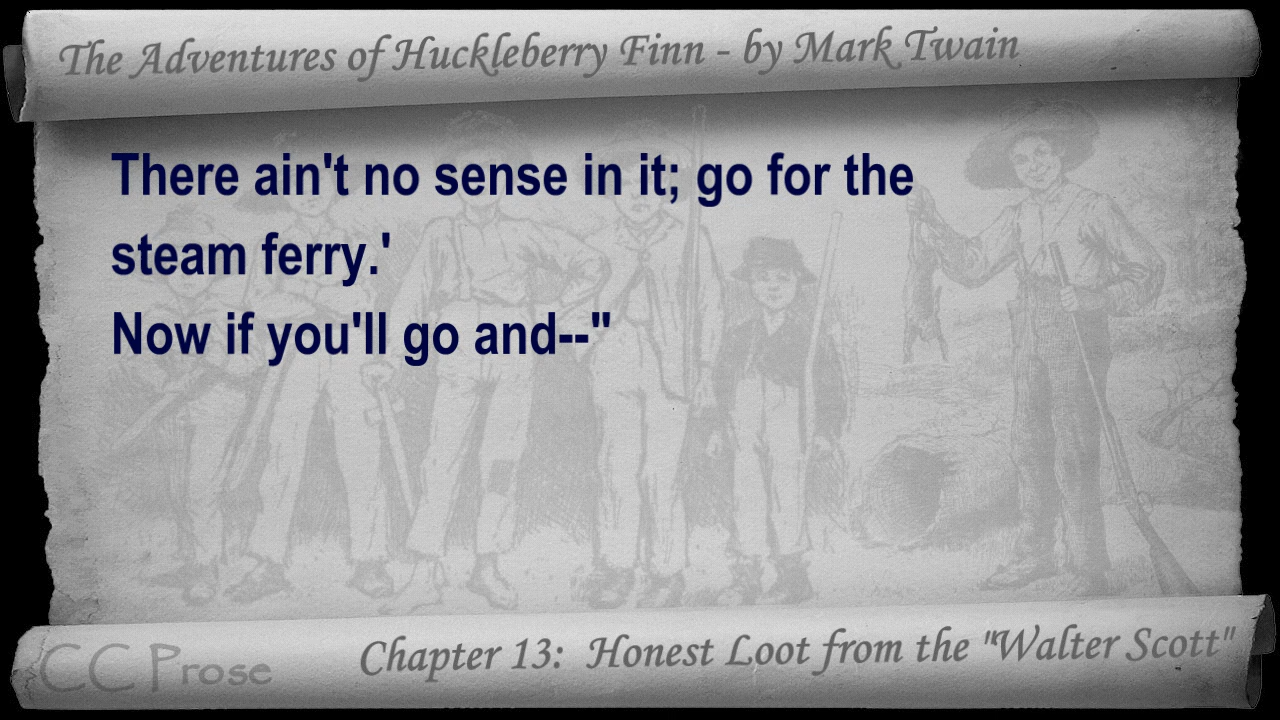 The Adventures of Huckleberry Finn - by Mark Twain
There ain't no sense in it; go for the
steam ferry.'
Now if you'll go and--"
CC Prose
Chapter 13: Honest Loot from the "Walter Scott"